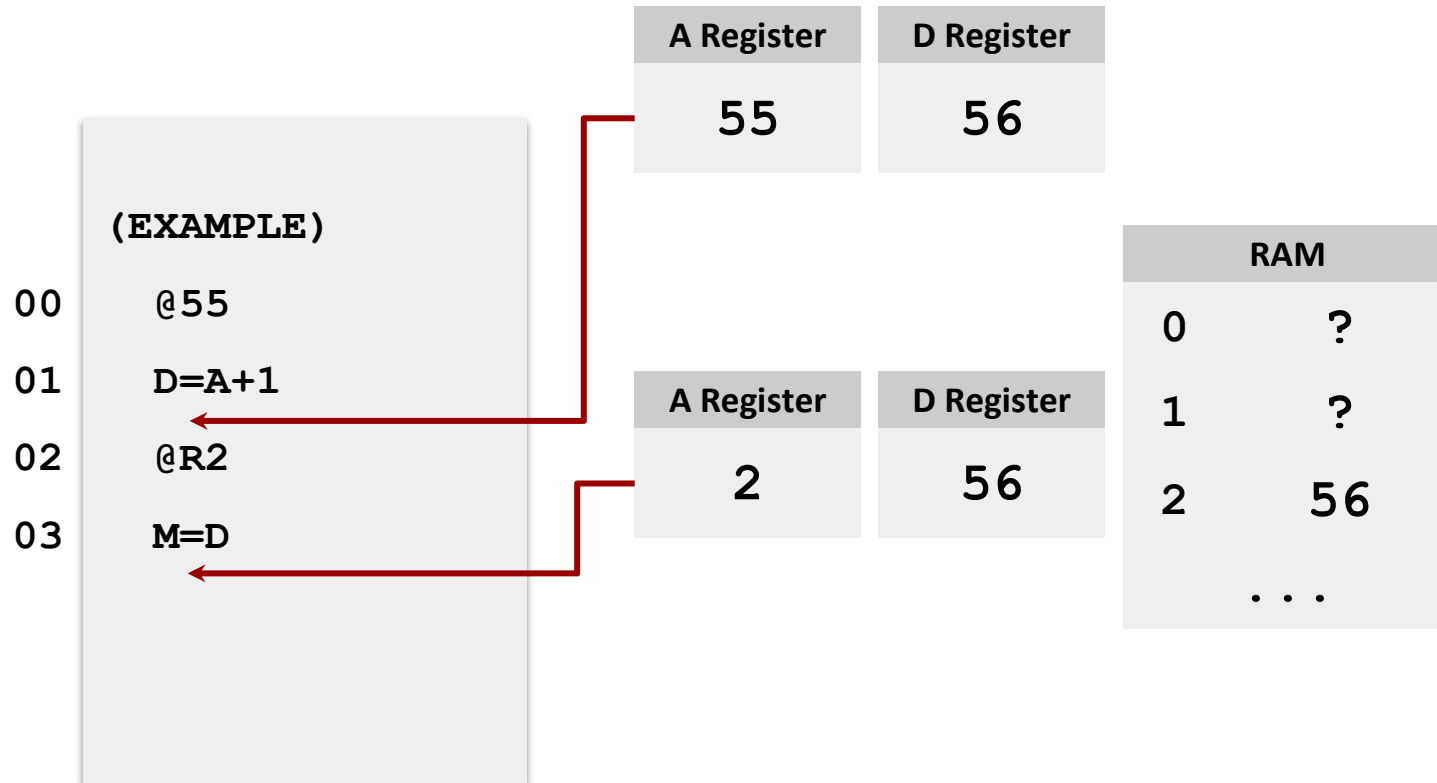 A Register D Register
55 56
(EXAMPLE)
00 @55
01 D=A+1
02 @R2
03 M=D
A Register D Register
2 56
RAM
0 ?
1 ?
2 56
...